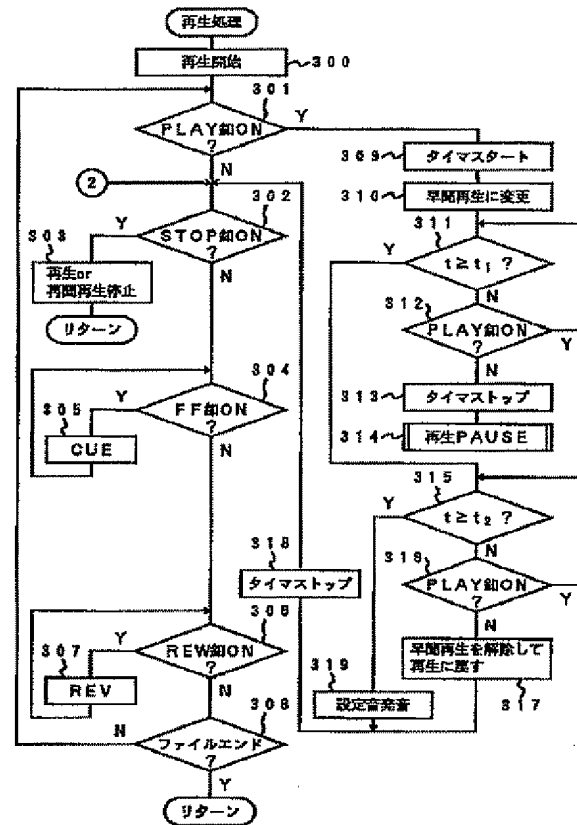 再生処理
再生開始
300
301
PLAY釦ON
?
Y
N
2
302
STOP釦ON
?
Y
N
303
再生or
再聞再生停止
リターン
304
FF釦ON
?
Y
N
305
CUE
306
REW釦ON
?
Y
N
307
REV
308
ファイルエンド
?
N
Y
リターン
309
タイマスタート
310
早聞再生に変更
311
t≥t₁ ?
Y
N
312
PLAY釦ON
?
Y
N
313
タイマストップ
314
再生PAUSE
315
t≥t₂ ?
Y
N
316
PLAY釦ON
?
Y
N
早聞再生を解除して
再生に戻す
317
318
タイマストップ
319
設定音発音